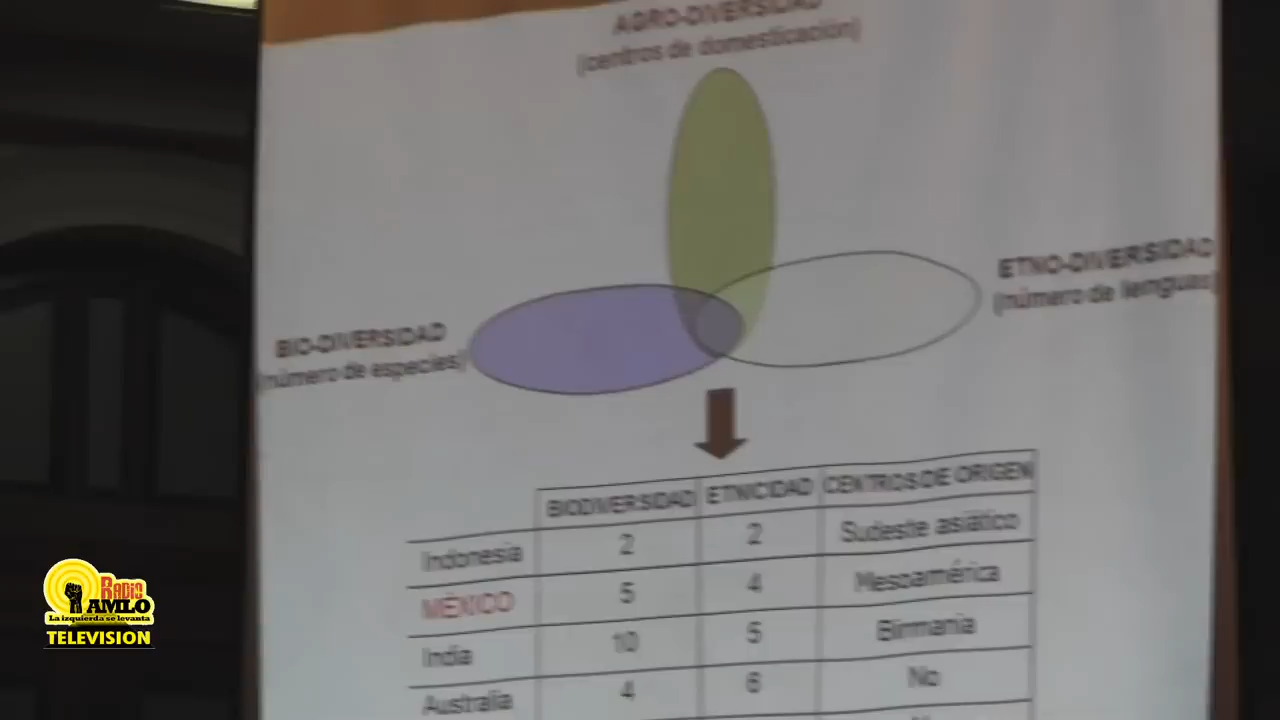 AGRO-DIVERSIDAD
(centros de domesticación)
ETNO-DIVERSIDAD
(número de lenguas)
BIO-DIVERSIDAD
(número de especies)
BIODIVERSIDAD ETNICIDAD CENTROS DE ORIGEN
Indonesia 2 2 Sudeste asiático
MÉXICO 5 4 Mesoamérica
India 10 5 Birmania
Australia 4 6 No
RADIO
AMLO
La izquierda se levanta
TELEVISION